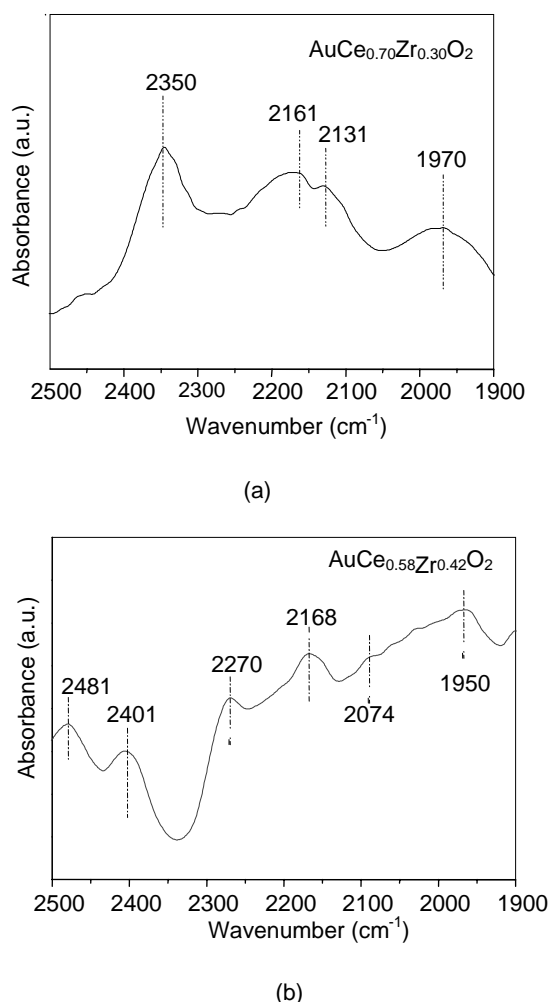 AuCe0.70Zr0.30O2
2350
2161
2131
1970
Absorbance (a.u.)
2500 2400 2300 2200 2100 2000 1900
Wavenumber (cm-1)
(a)
AuCe0.58Zr0.42O2
2168
2270
2481
2401
2074
1950
Absorbance (a.u.)
2500 2400 2300 2200 2100 2000 1900
Wavenumber (cm-1)
(b)